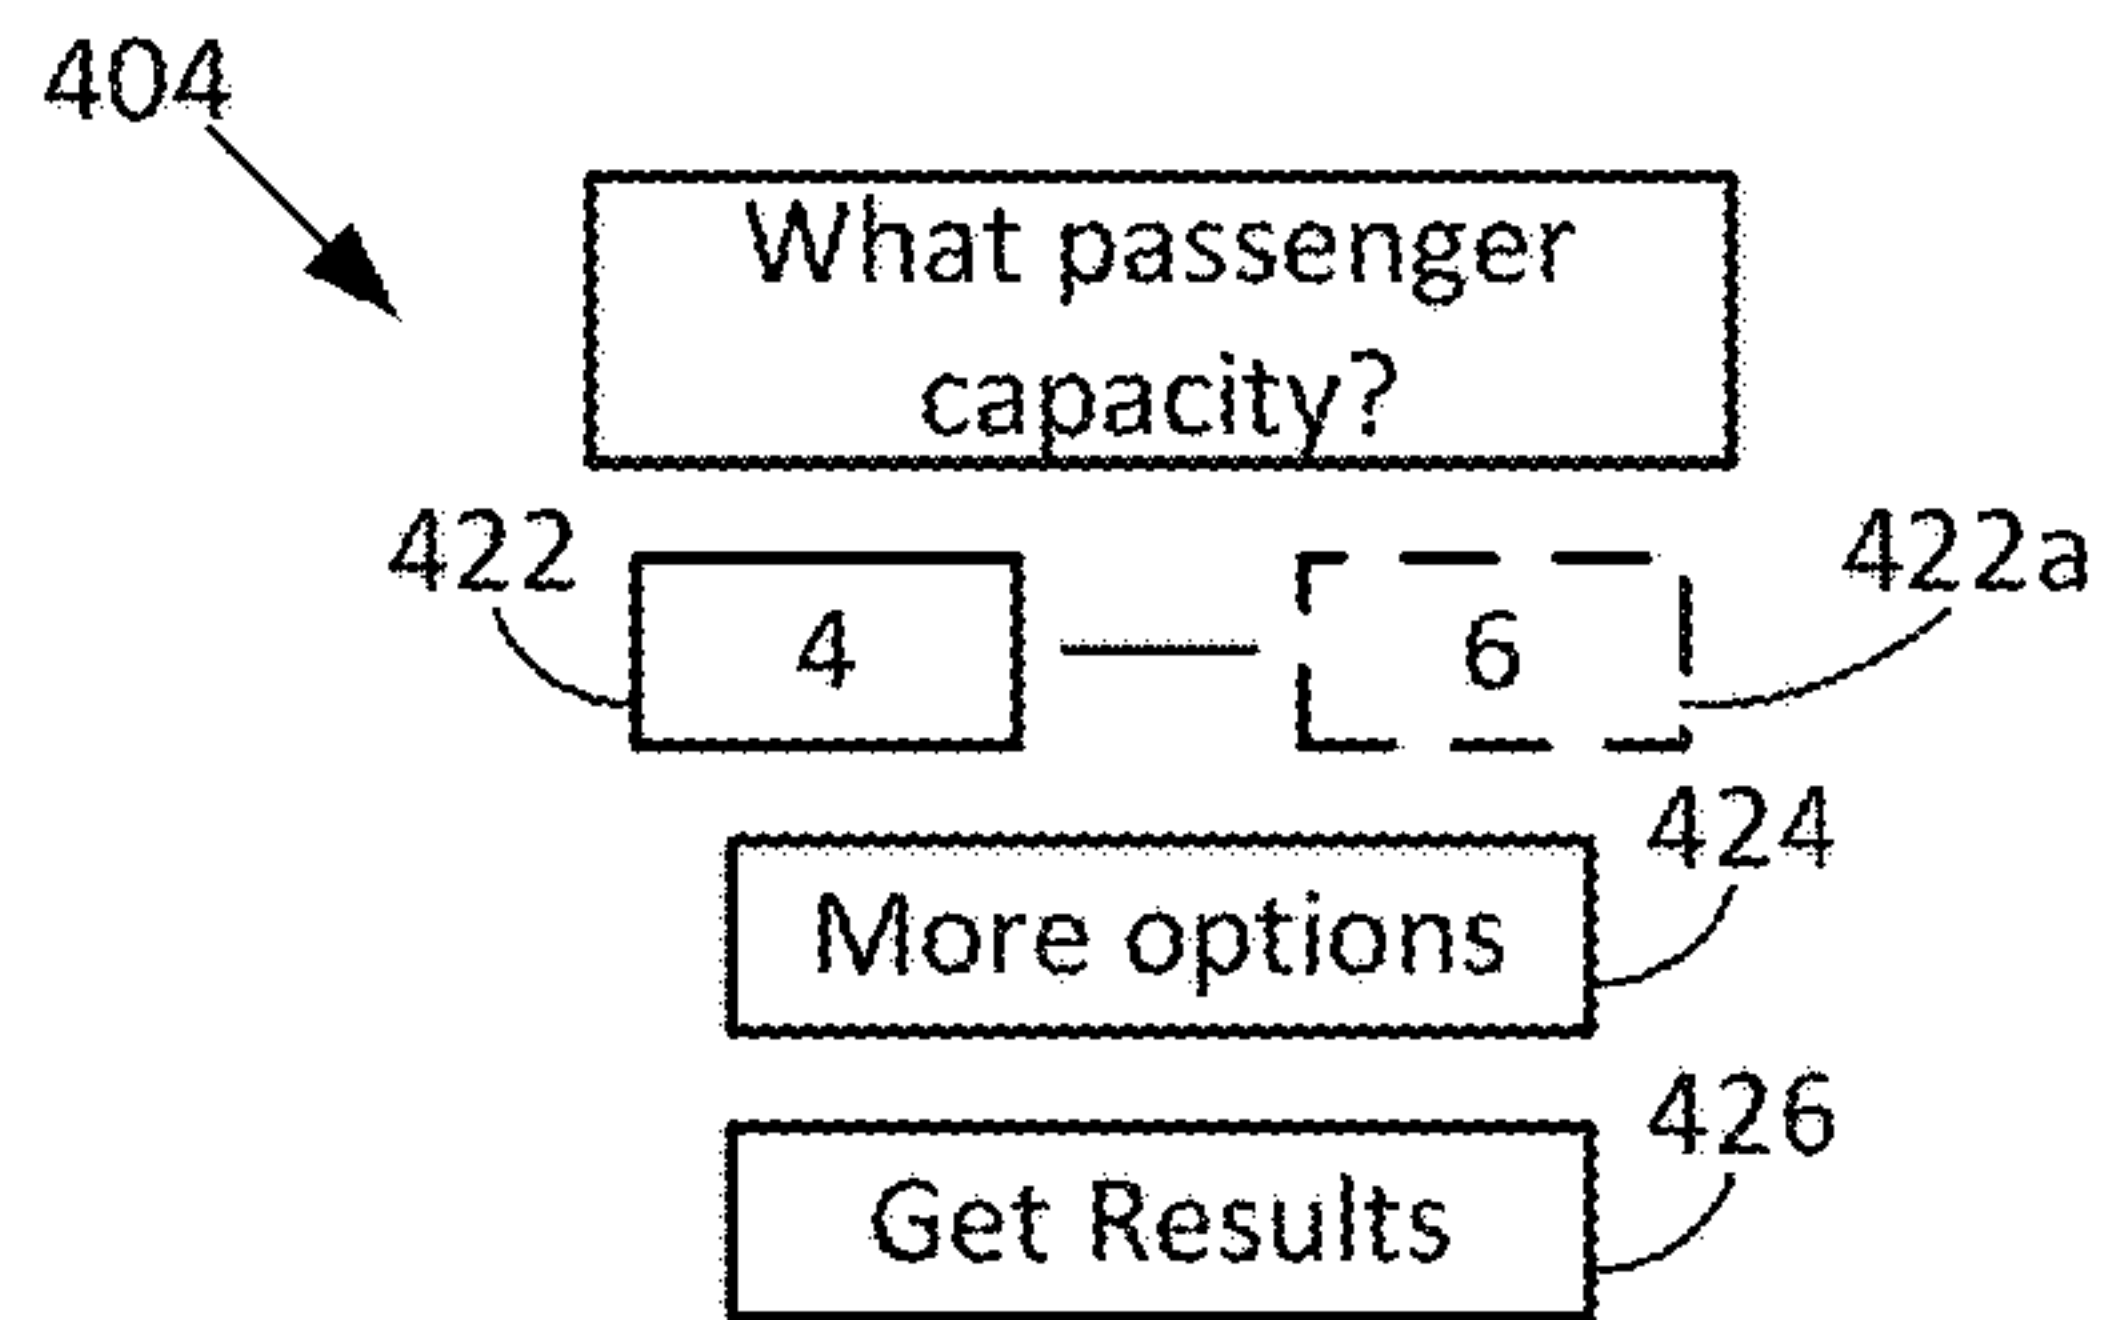 404
What passenger
capacity?
422
4
6
422a
More options
424
Get Results
426